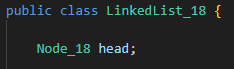 public class LinkedList_18 {
Node_18 head;